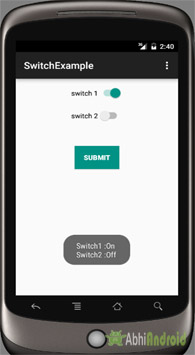 2:40
SwitchExample
switch 1
switch 2
SUBMIT
Switch1 :On
Switch2 :Off
AbhiAndroid